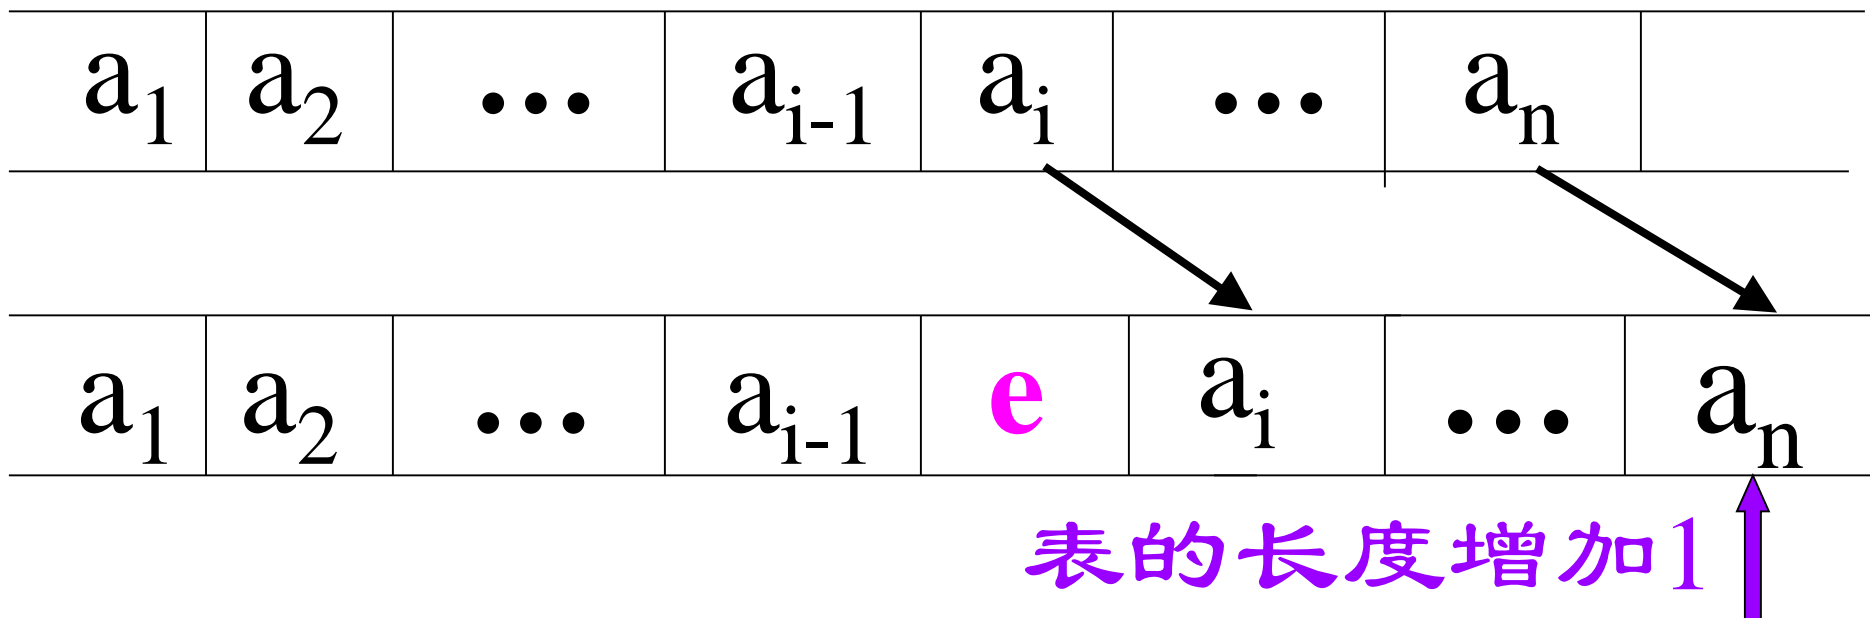 a₁ a₂ ••• aᵢ₋₁ aᵢ ••• aₙ
a₁ a₂ ••• aᵢ₋₁ e aᵢ ••• aₙ
表的长度增加1